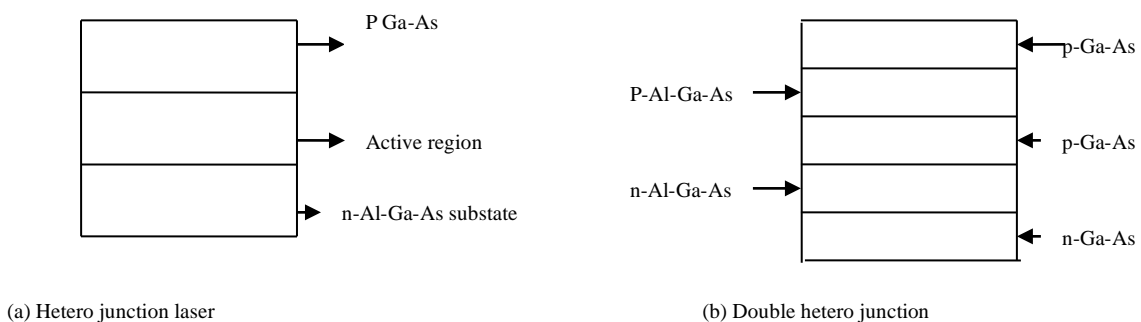 P Ga-As
Active region
n-Al-Ga-As substate
(a) Hetero junction laser
p-Ga-As
P-Al-Ga-As
p-Ga-As
n-Al-Ga-As
n-Ga-As
(b) Double hetero junction